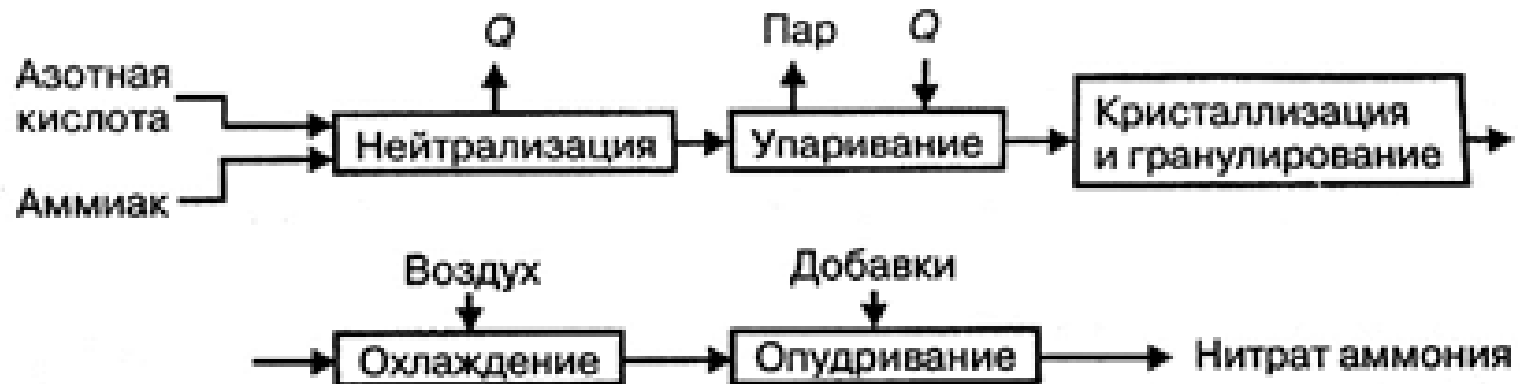 Q
Пар
Q
Азотная
кислота
Нейтрализация
Упаривание
Кристаллизация
и гранулирование
Аммиак
Воздух
Добавки
Охлаждение
Опудривание
Нитрат аммония